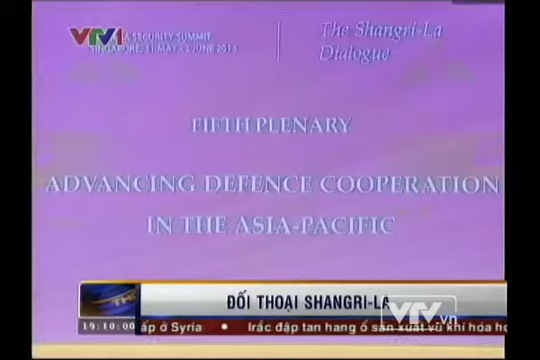 VTV1
A SECURITY SUMMIT
SINGAPORE, 31 MAY - 2 JUNE 2013
The Shangri-La
Dialogue
FIFTH PLENARY
ADVANCING DEFENCE COOPERATION
IN THE ASIA-PACIFIC
ĐỐI THOẠI SHANGRI-LA
VTV.vn
19:10:00 ấp ở Syria • Irắc đập tan hang ổ sản xuất vũ khí hóa họ